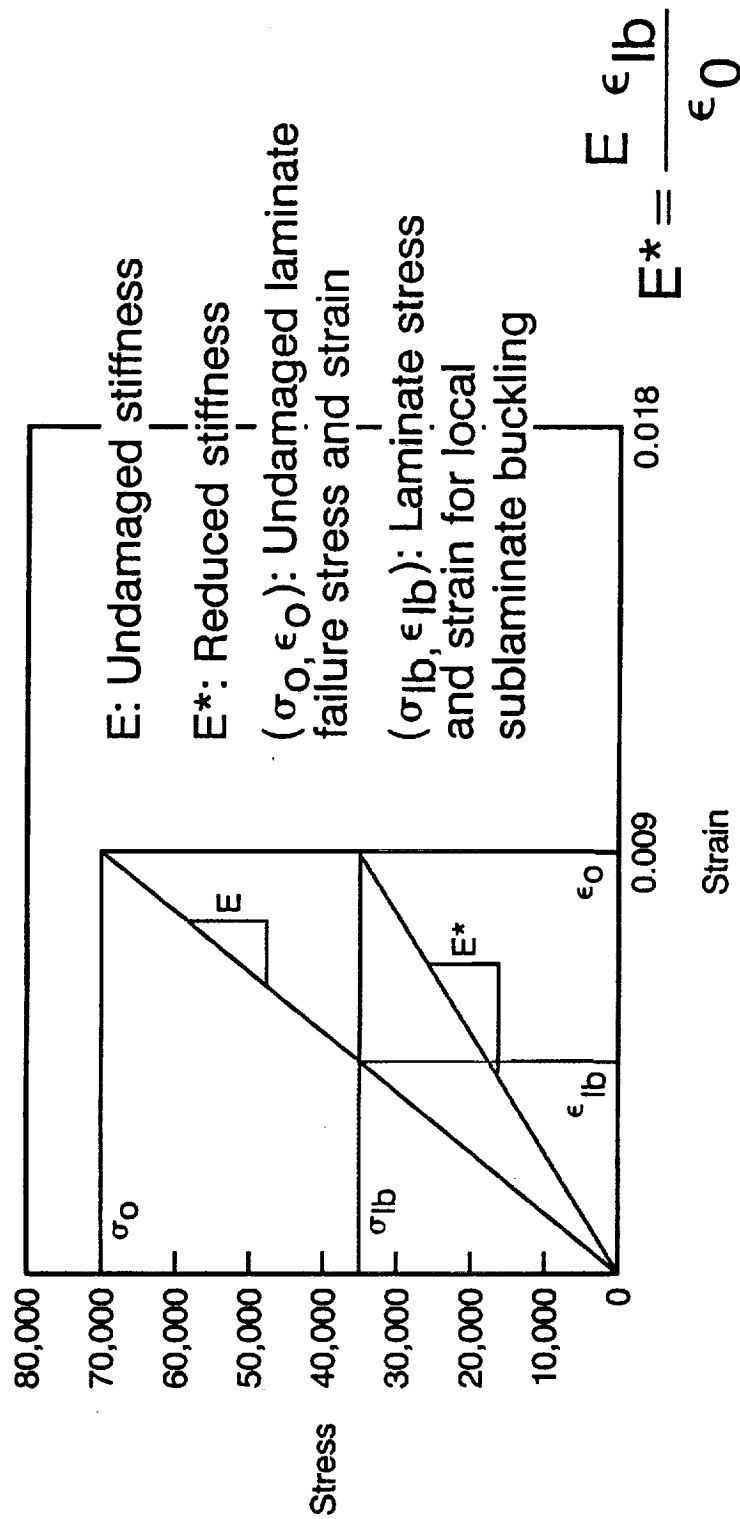 80,000
70,000
60,000
50,000
40,000
30,000
20,000
10,000
0
Stress
σo
σlb
E
E*
ϵlb
ϵo
0.009
0.018
Strain
E: Undamaged stiffness
E*: Reduced stiffness
(σo, ϵo): Undamaged laminate
failure stress and strain
(σlb, ϵlb): Laminate stress
and strain for local
sublaminate buckling
E* = E ϵlb / ϵ0